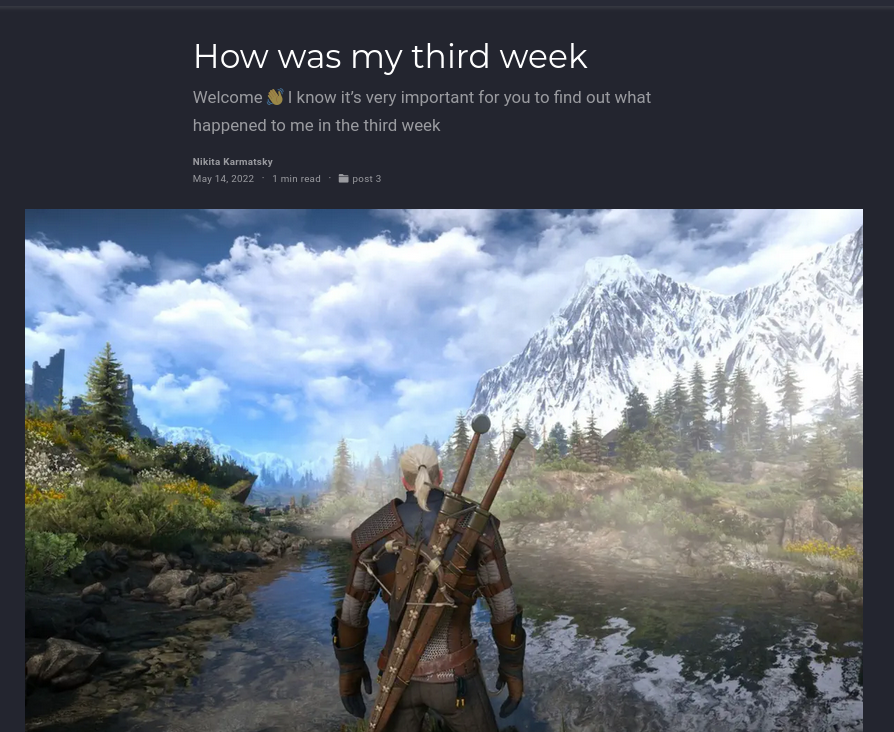 How was my third week
Welcome 👋 I know it's very important for you to find out what
happened to me in the third week
Nikita Karmatsky
May 14, 2022 · 1 min read · post 3